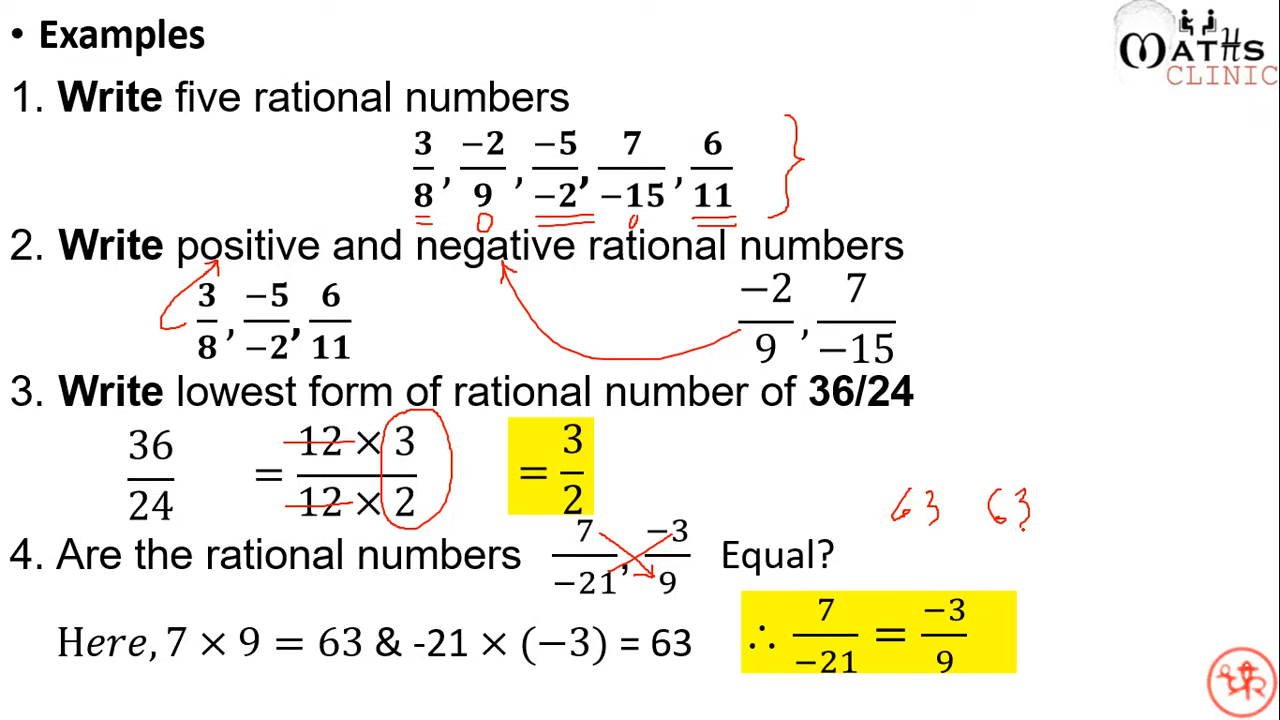 • Examples
MATHS
CLINIC
1. Write five rational numbers
3/8, -2/9, -5/-2, 7/-15, 6/11
2. Write positive and negative rational numbers
3/8, -5/-2, 6/11    -2/9, 7/-15
3. Write lowest form of rational number of 36/24
36/24 = 12 × 3/12 × 2 = 3/2
63 63
4. Are the rational numbers 7/-21, -3/9 Equal?
Here, 7 × 9 = 63 & -21 × (−3) = 63 ∴ 7/-21 = -3/9